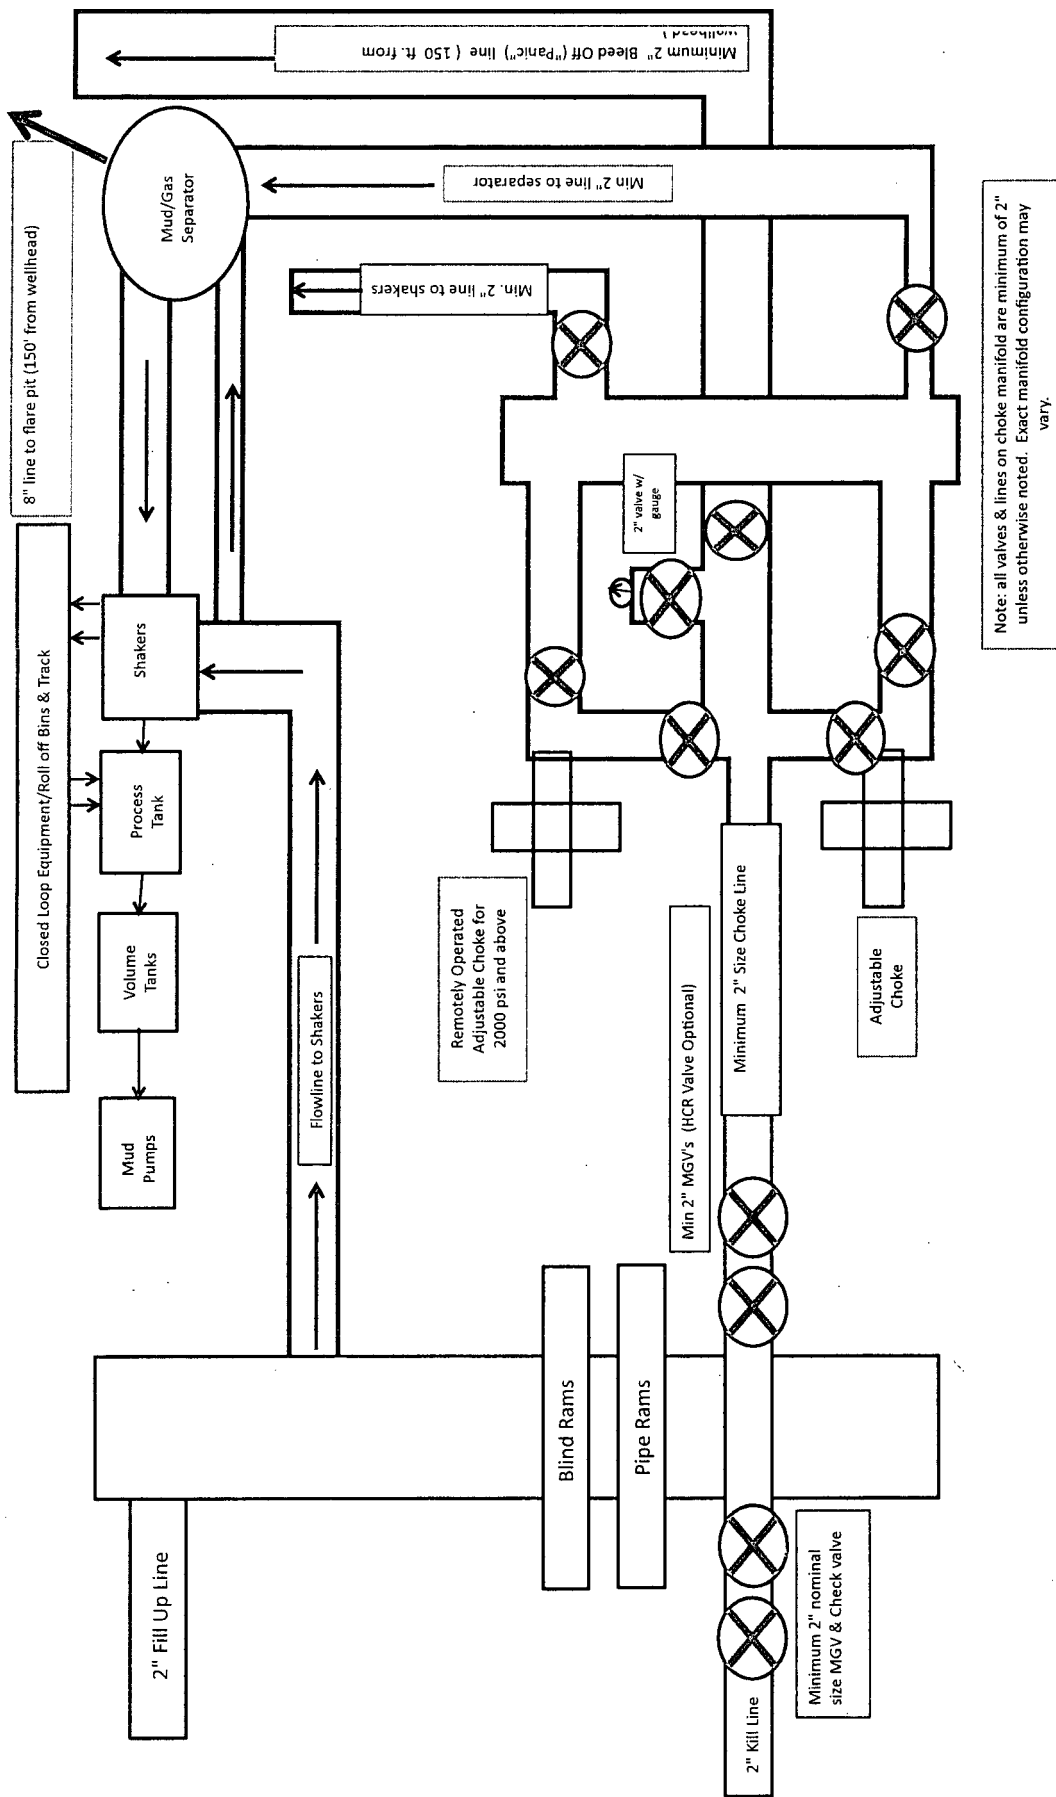 2" Fill Up Line
Mud
Pumps
Volume
Tanks
Process
Tank
Shakers
Closed Loop Equipment/Roll off Bins & Track
8" line to flare pit (150' from wellhead)
Mud/Gas
Separator
Minimum 2" Bleed Off ("Panic") line ( 150 ft. from
wellhead )
Flowline to Shakers
Min. 2" line to shakers
Min 2" line to separator
Blind Rams
Pipe Rams
Remotely Operated
Adjustable Choke for
2000 psi and above
2" valve w/
gauge
Min 2" MGV's (HCR Valve Optional)
2" Kill Line
Minimum 2" Size Choke Line
Minimum 2" nominal
size MGV & Check valve
Adjustable
Choke
Note: all valves & lines on choke manifold are minimum of 2"
unless otherwise noted. Exact manifold configuration may
vary.